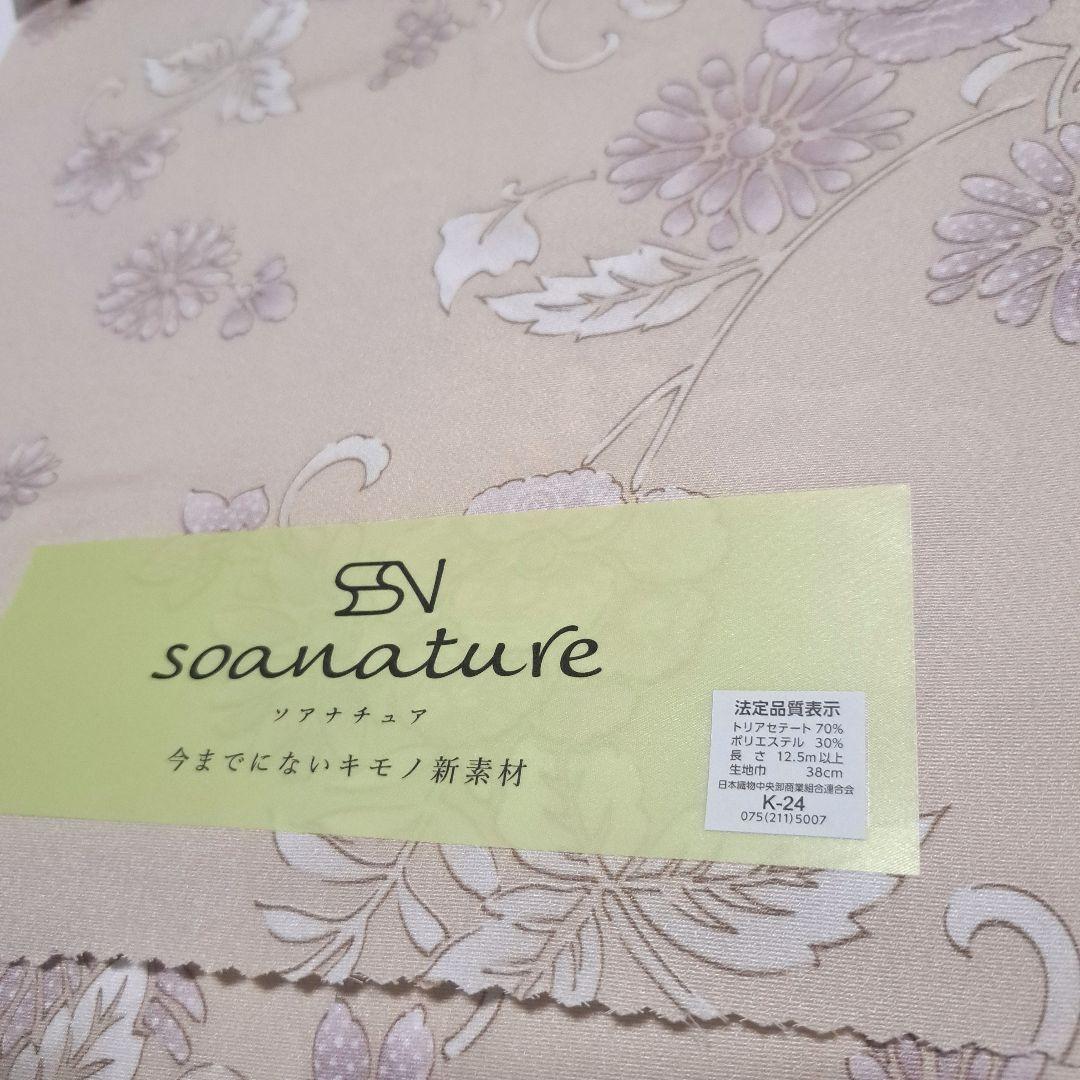 SN
soanature
ソアナチュア
今までにないキモノ新素材
法定品質表示
トリアセテート 70%
ポリエステル 30%
長さ 12.5m以上
生地巾 38cm
日本織物中央卸商業組合連合会
K-24
075(211)5007